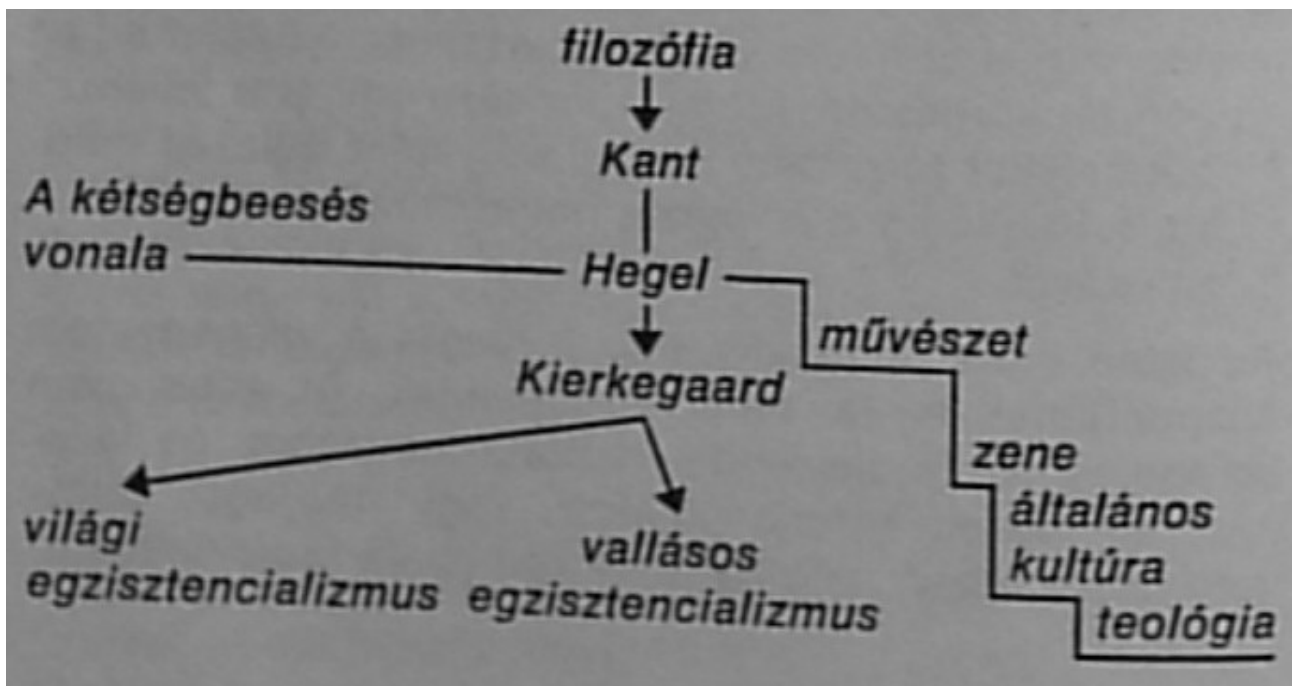 filozófia
Kant
A kétségbeesés
vonala
Hegel
művészet
Kierkegaard
zene
általános
kultúra
világi
egzisztencializmus
vallásos
egzisztencializmus
teológia